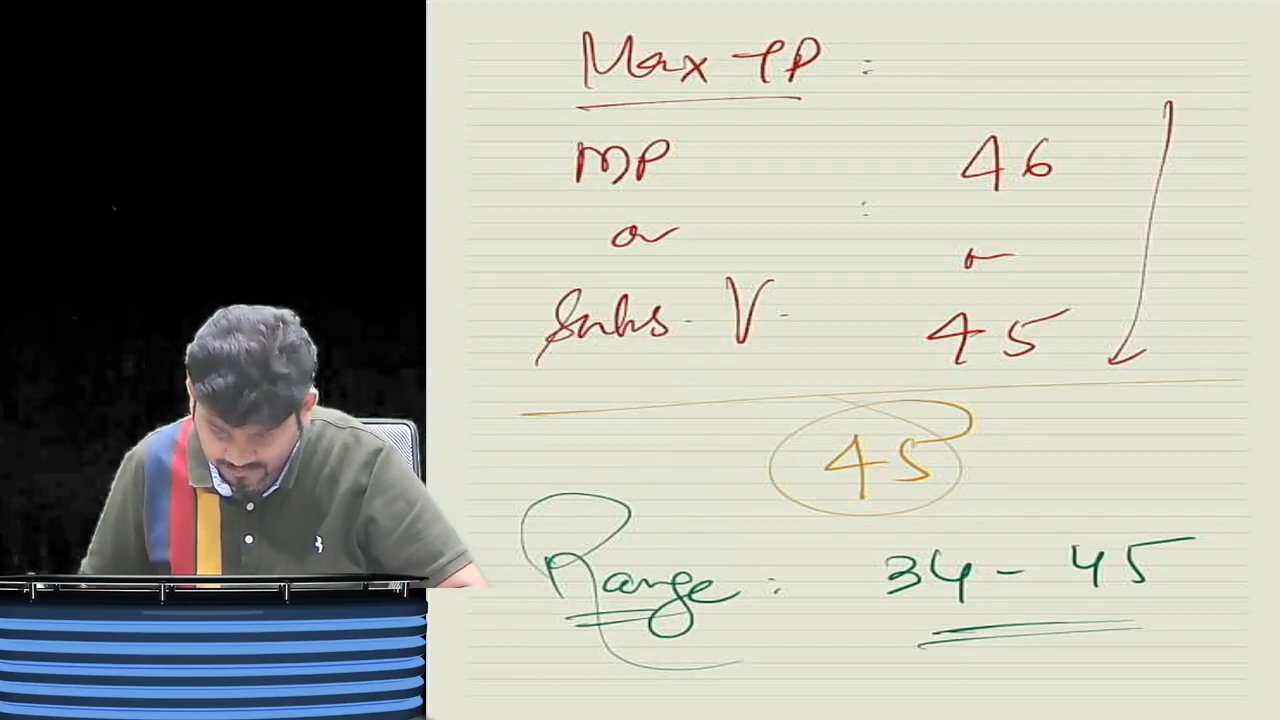 Max TP :
MP : 46
or or
Subs. V. 45
45
Range : 34 - 45